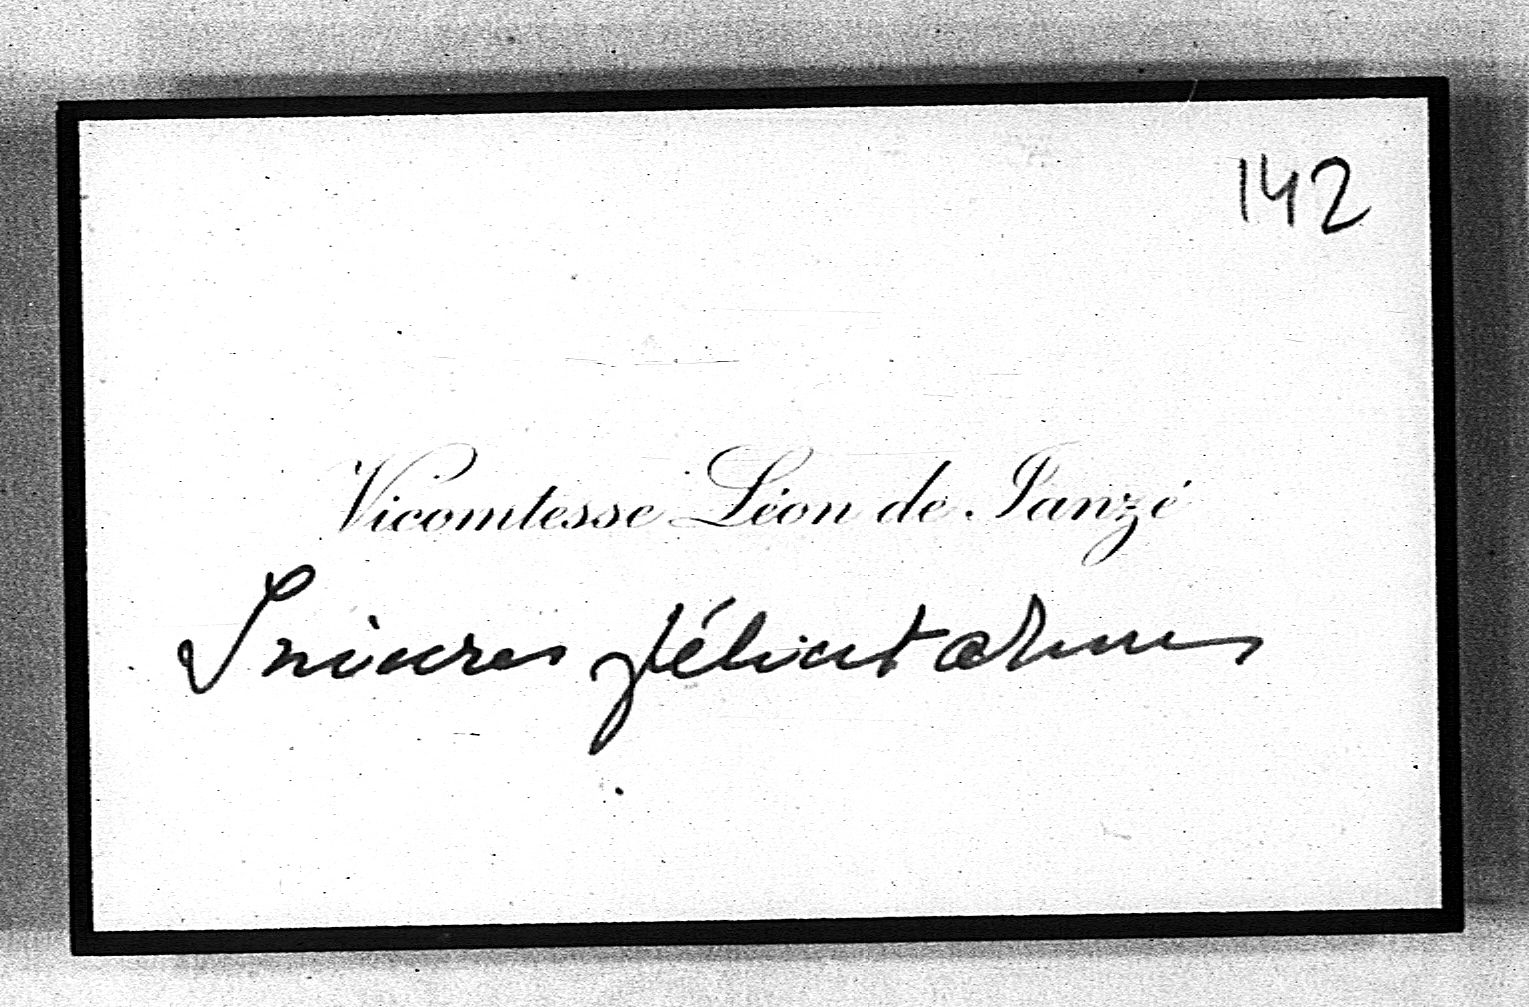 142
Vicomtesse Léon de Janzé
Sincères félicitations